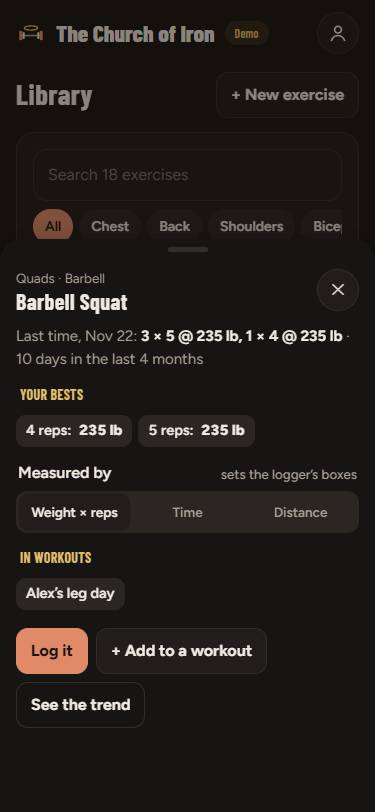 The Church of Iron Demo
Library + New exercise
Search 18 exercises
All Chest Back Shoulders
Quads · Barbell
Barbell Squat
Last time, Nov 22: 3 × 5 @ 235 lb, 1 × 4 @ 235 lb ·
10 days in the last 4 months
YOUR BESTS
4 reps: 235 lb 5 reps: 235 lb
Measured by sets the logger's boxes
Weight × reps Time Distance
IN WORKOUTS
Alex's leg day
Log it + Add to a workout
See the trend